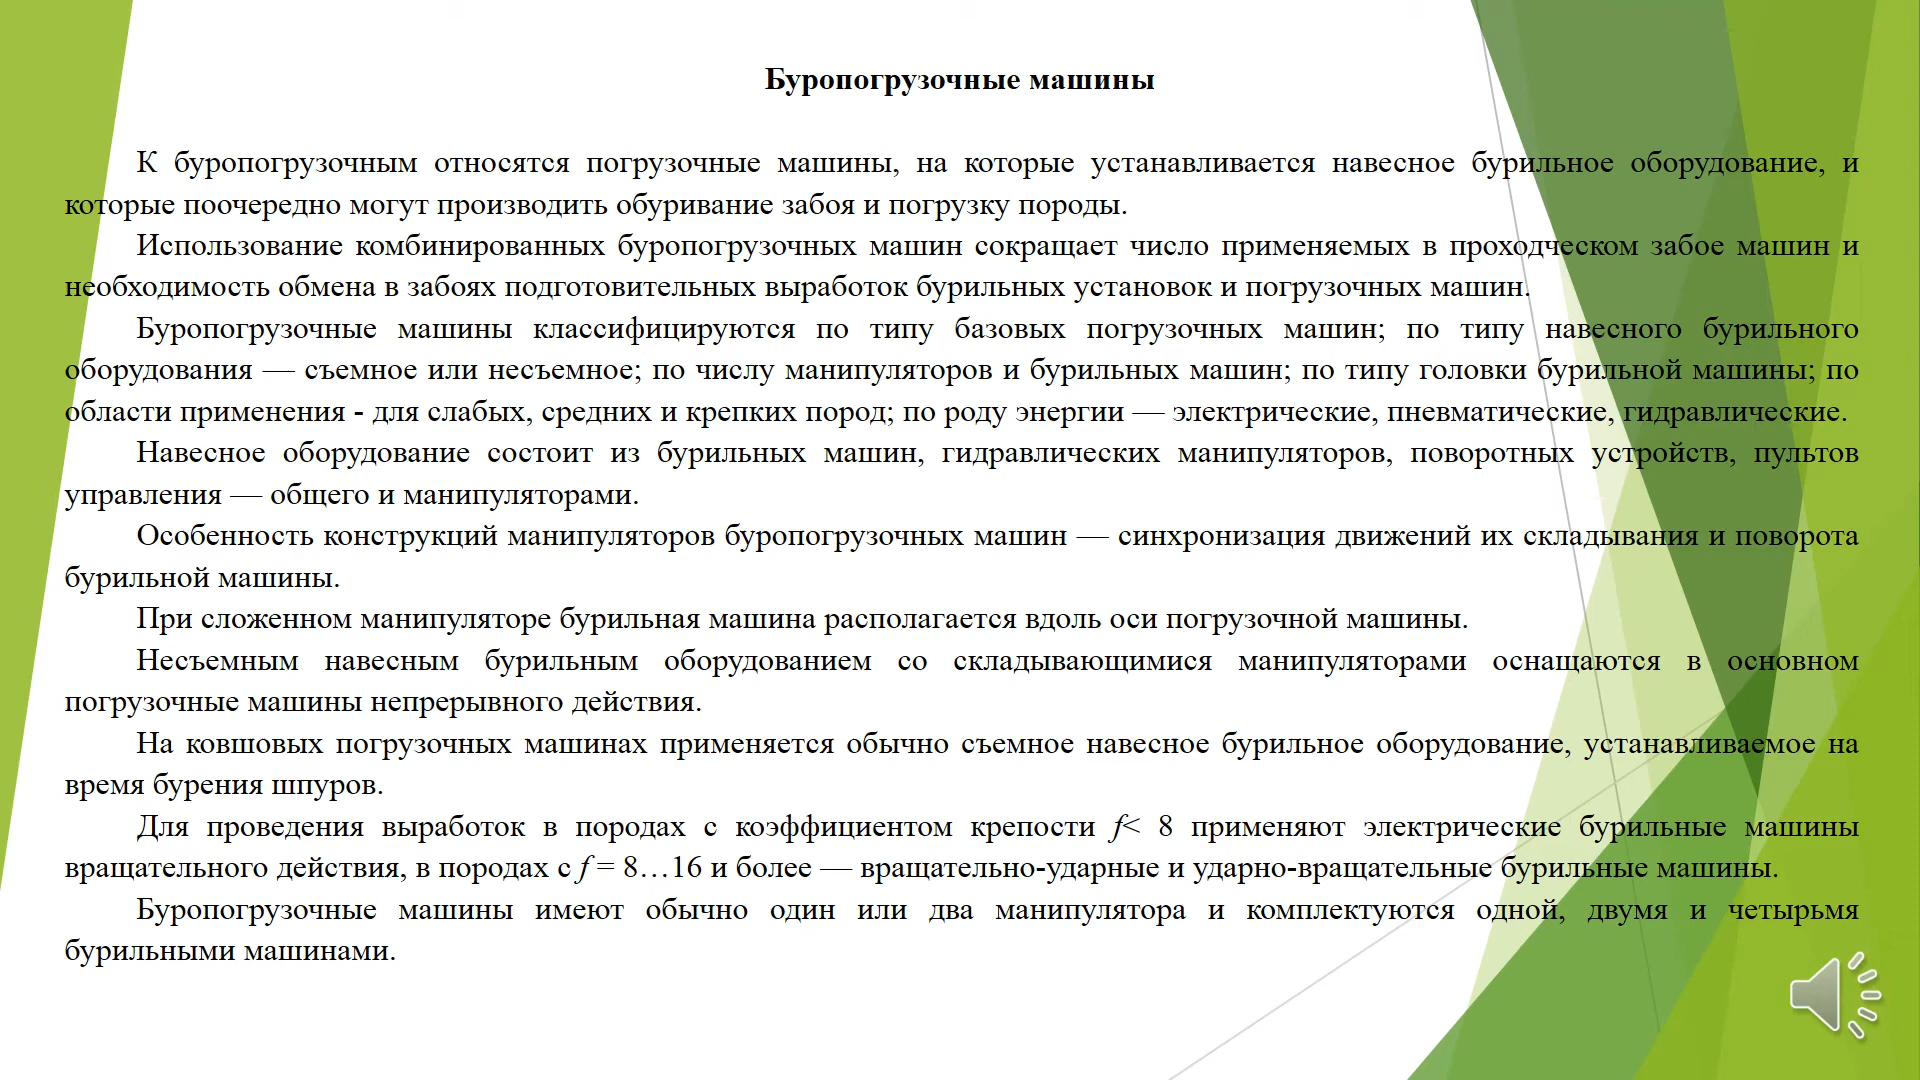 Буропогрузочные машины
К буропогрузочным относятся погрузочные машины, на которые устанавливается навесное бурильное оборудование, и
которые поочередно могут производить обуривание забоя и погрузку породы.
Использование комбинированных буропогрузочных машин сокращает число применяемых в проходческом забое машин и
необходимость обмена в забоях подготовительных выработок бурильных установок и погрузочных машин.
Буропогрузочные машины классифицируются по типу базовых погрузочных машин; по типу навесного бурильного
оборудования — съемное или несъемное; по числу манипуляторов и бурильных машин; по типу головки бурильной машины; по
области применения - для слабых, средних и крепких пород; по роду энергии — электрические, пневматические, гидравлические.
Навесное оборудование состоит из бурильных машин, гидравлических манипуляторов, поворотных устройств, пультов
управления — общего и манипуляторами.
Особенность конструкций манипуляторов буропогрузочных машин — синхронизация движений их складывания и поворота
бурильной машины.
При сложенном манипуляторе бурильная машина располагается вдоль оси погрузочной машины.
Несъемным навесным бурильным оборудованием со складывающимися манипуляторами оснащаются в основном
погрузочные машины непрерывного действия.
На ковшовых погрузочных машинах применяется обычно съемное навесное бурильное оборудование, устанавливаемое на
время бурения шпуров.
Для проведения выработок в породах с коэффициентом крепости f< 8 применяют электрические бурильные машины
вращательного действия, в породах с f = 8…16 и более — вращательно-ударные и ударно-вращательные бурильные машины.
Буропогрузочные машины имеют обычно один или два манипулятора и комплектуются одной, двумя и четырьмя
бурильными машинами.